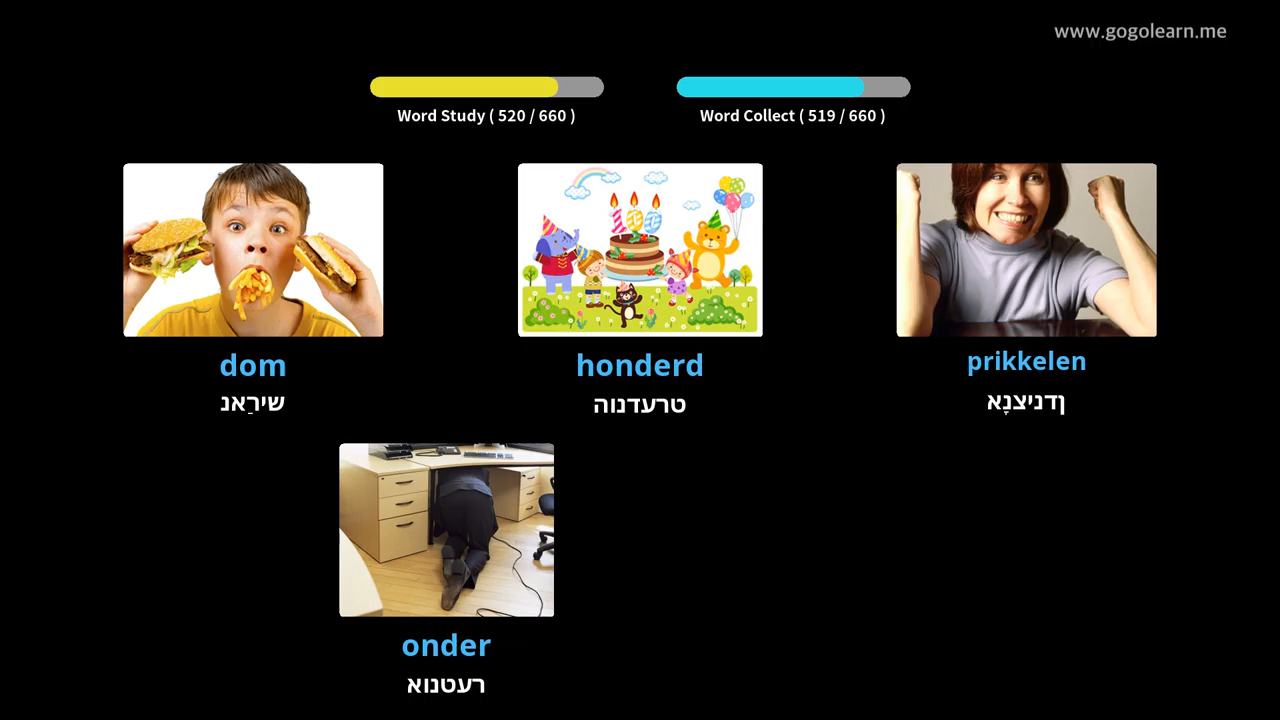 www.gogolearn.me
Word Study ( 520 / 660 )
Word Collect ( 519 / 660 )
dom
שירַאנ
honderd
טרעדנוה
prikkelen
ןדניצנָא
onder
רעטנוא